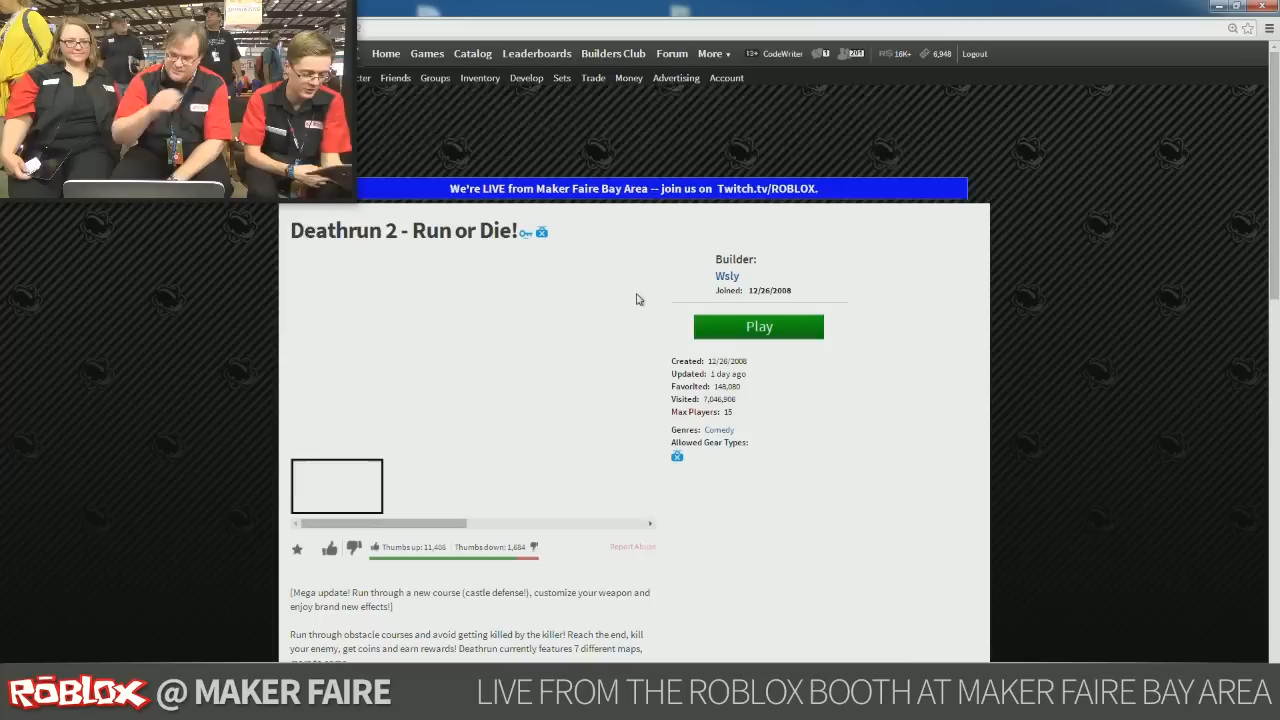 Home Games Catalog Leaderboards Builders Club Forum More 13+ CodeWriter 1 201 R$ 16K+ 6,948 Logout
cter Friends Groups Inventory Develop Sets Trade Money Advertising Account
We're LIVE from Maker Faire Bay Area -- join us on Twitch.tv/ROBLOX.
Deathrun 2 - Run or Die!
Builder:
Wsly
Joined: 12/26/2008
Play
Created: 12/26/2008
Updated: 1 day ago
Favorited: 148,080
Visited: 7,046,906
Max Players: 15
Genres: Comedy
Allowed Gear Types:
Thumbs up: 11,408 Thumbs down: 1,684
Report Abuse
[Mega update! Run through a new course (castle defense!), customize your weapon and
enjoy brand new effects!]
Run through obstacle courses and avoid getting killed by the killer! Reach the end, kill
your enemy, get coins and earn rewards! Deathrun currently features 7 different maps,
ROBLOX @ MAKER FAIRE
LIVE FROM THE ROBLOX BOOTH AT MAKER FAIRE BAY AREA